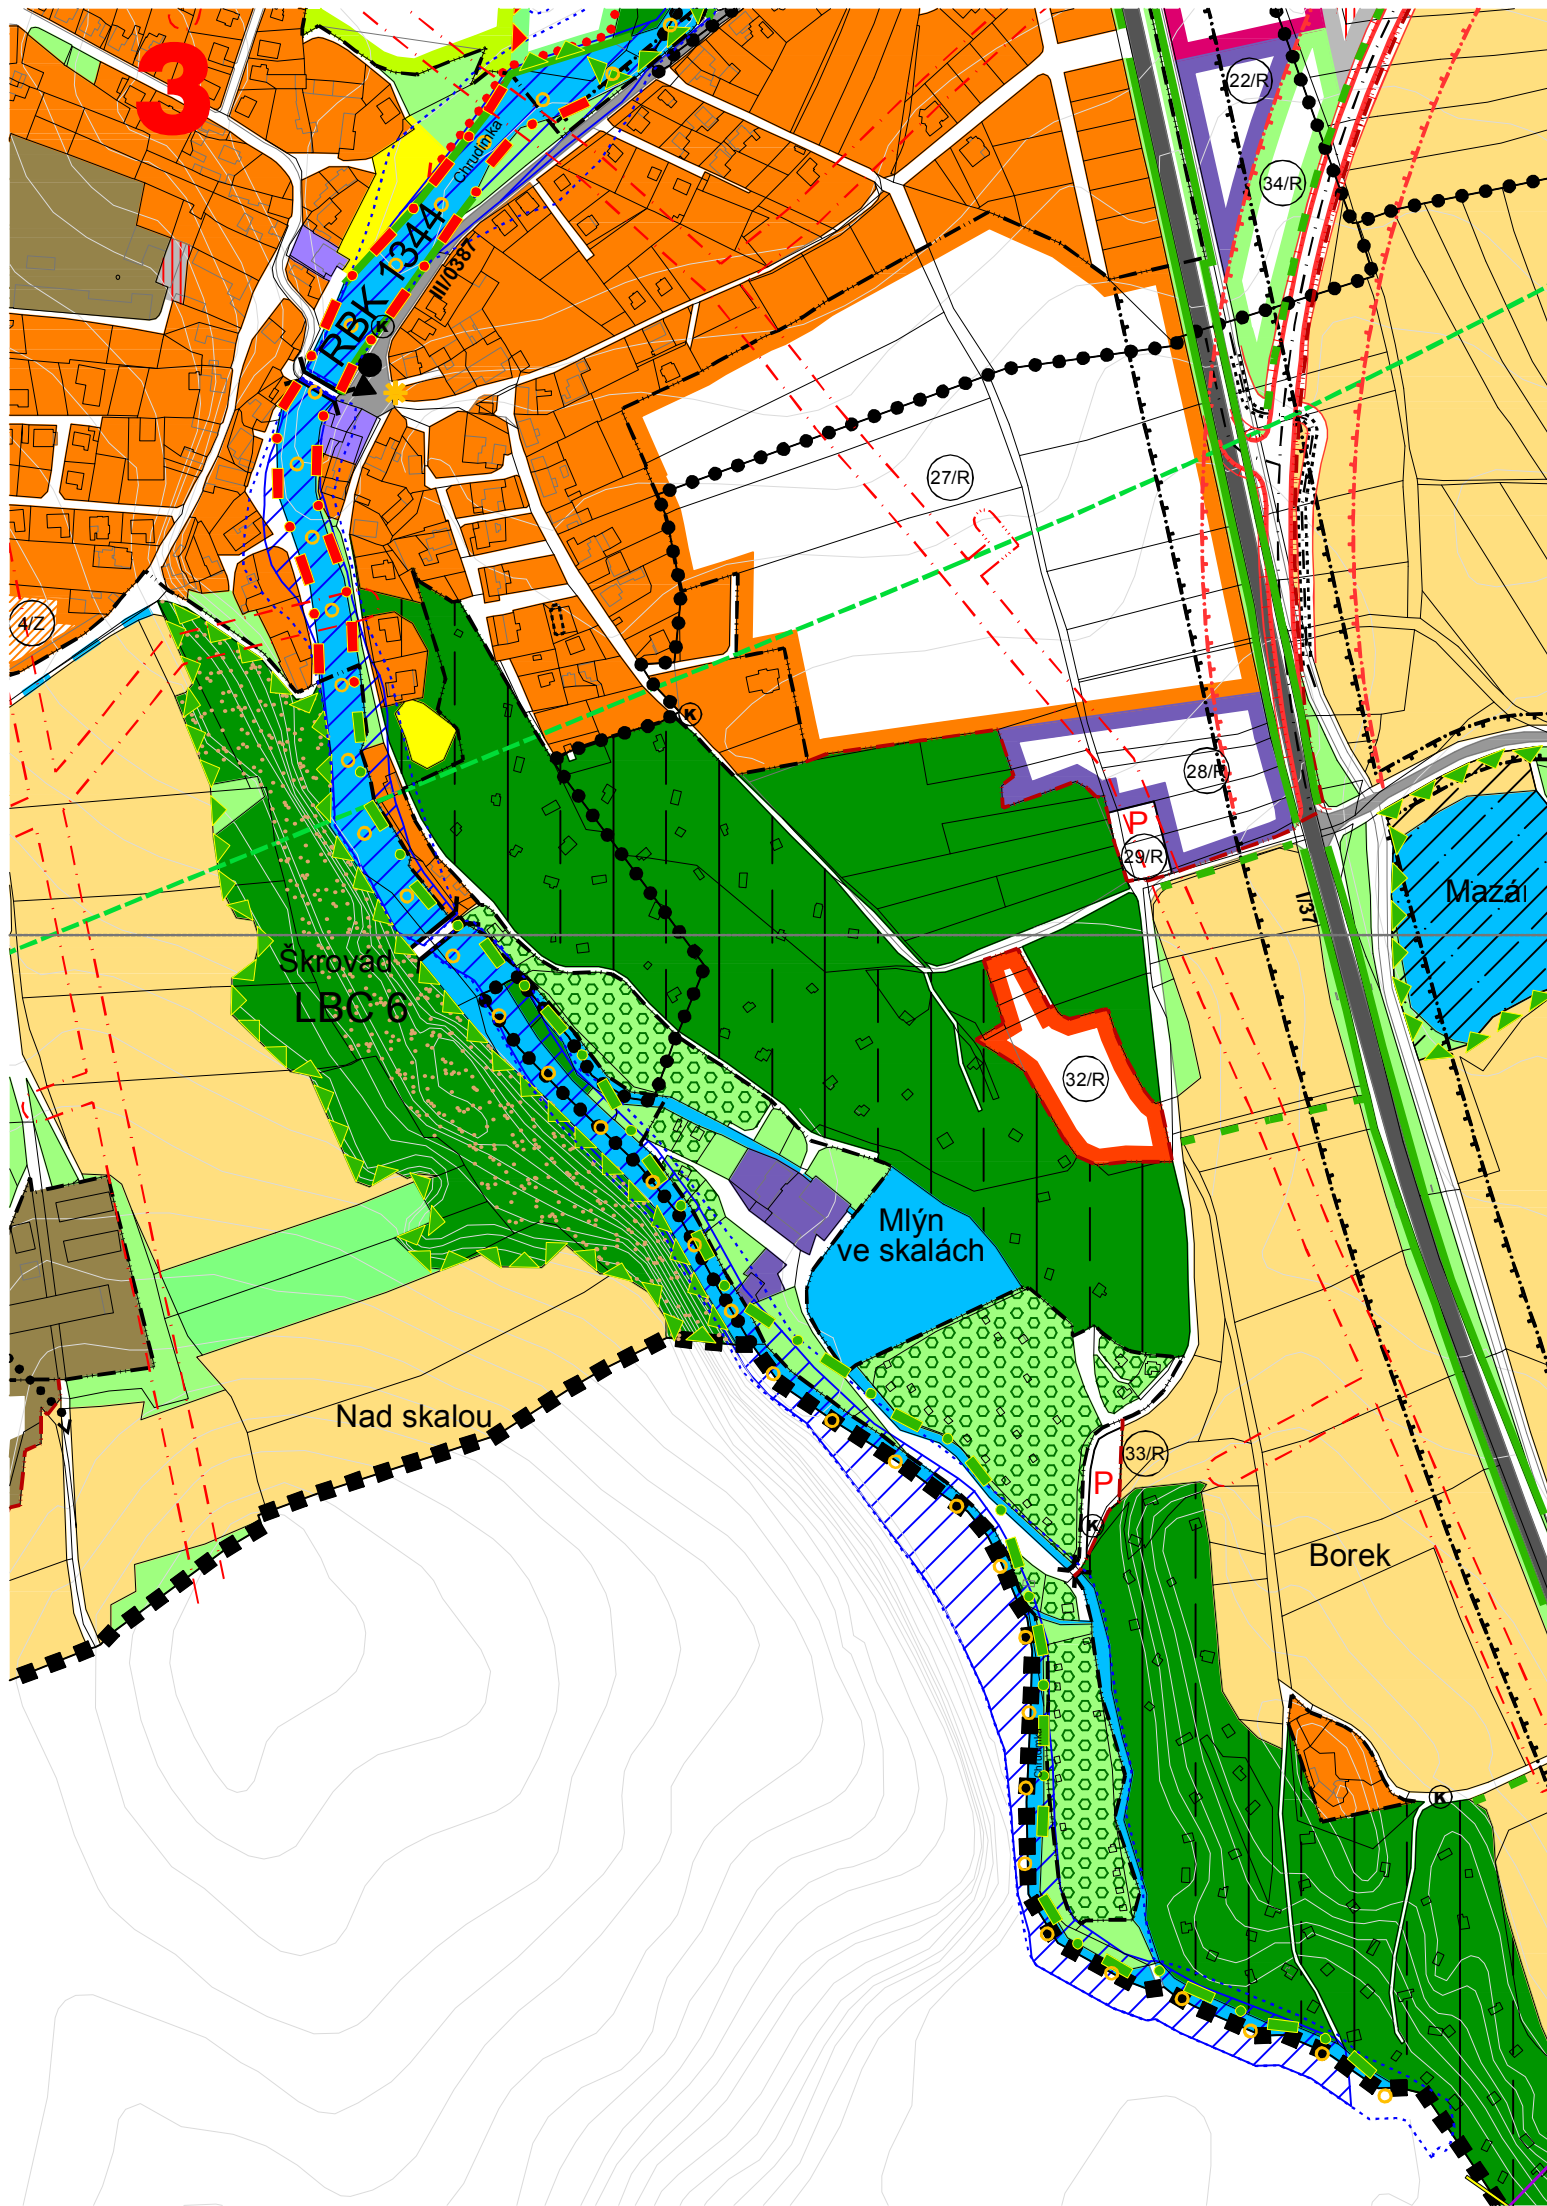 3
22/R
34/R
Chrudimka
RBK 1344
III/0387
K
27/R
4/Z
K
28/R
P
29/R
I/37
Škrovád
LBC 6
32/R
Mlýn
ve skalách
Nad skalou
33/R
P
K
Borek
Chrudimka
K